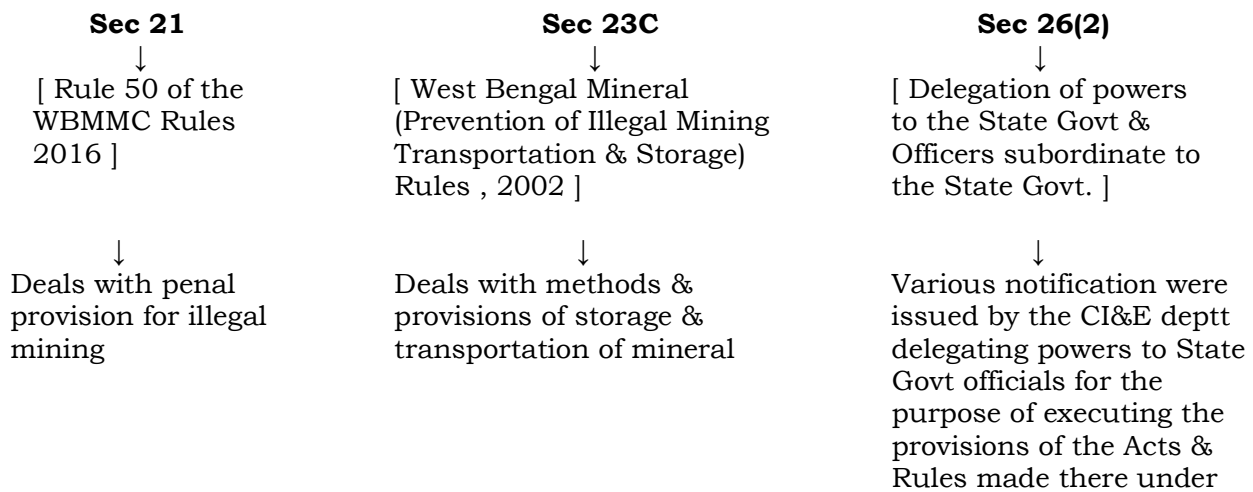 Sec 21
↓
[ Rule 50 of the
WBMMC Rules
2016 ]
↓
Deals with penal
provision for illegal
mining
Sec 23C
↓
[ West Bengal Mineral
(Prevention of Illegal Mining
Transportation & Storage)
Rules , 2002 ]
↓
Deals with methods &
provisions of storage &
transportation of mineral
Sec 26(2)
↓
[ Delegation of powers
to the State Govt &
Officers subordinate to
the State Govt. ]
↓
Various notification were
issued by the CI&E deptt
delegating powers to State
Govt officials for the
purpose of executing the
provisions of the Acts &
Rules made there under